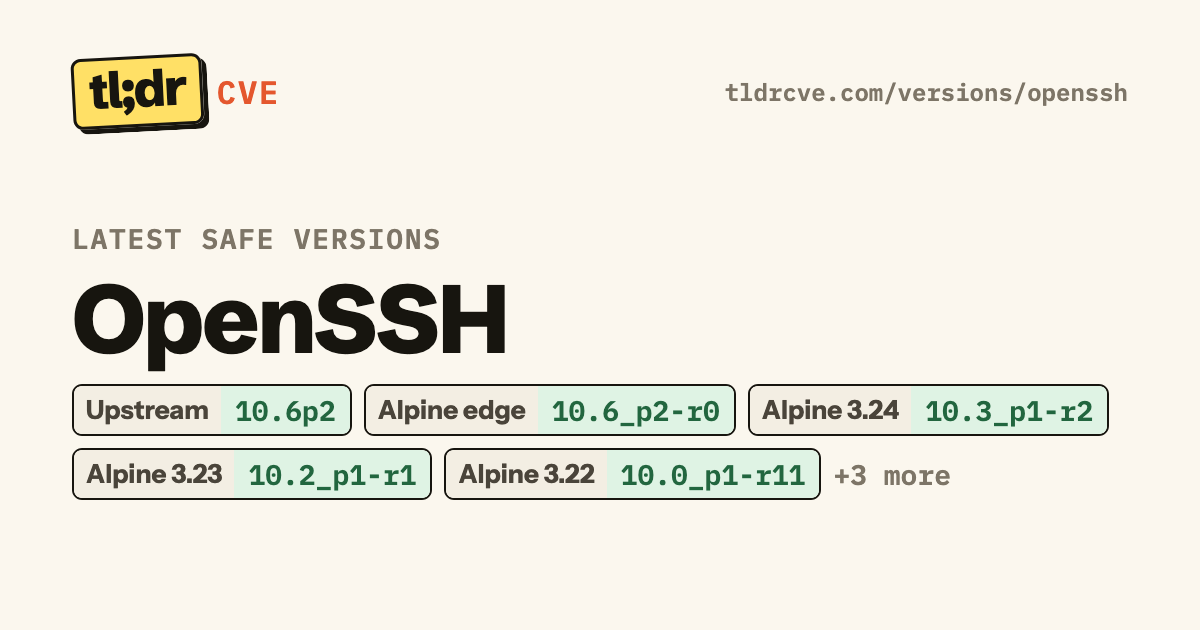 tl;dr CVE tldrcve.com/versions/openssh
LATEST SAFE VERSIONS
OpenSSH
Upstream 10.6p2 Alpine edge 10.6_p2-r0 Alpine 3.24 10.3_p1-r2
Alpine 3.23 10.2_p1-r1 Alpine 3.22 10.0_p1-r11 +3 more